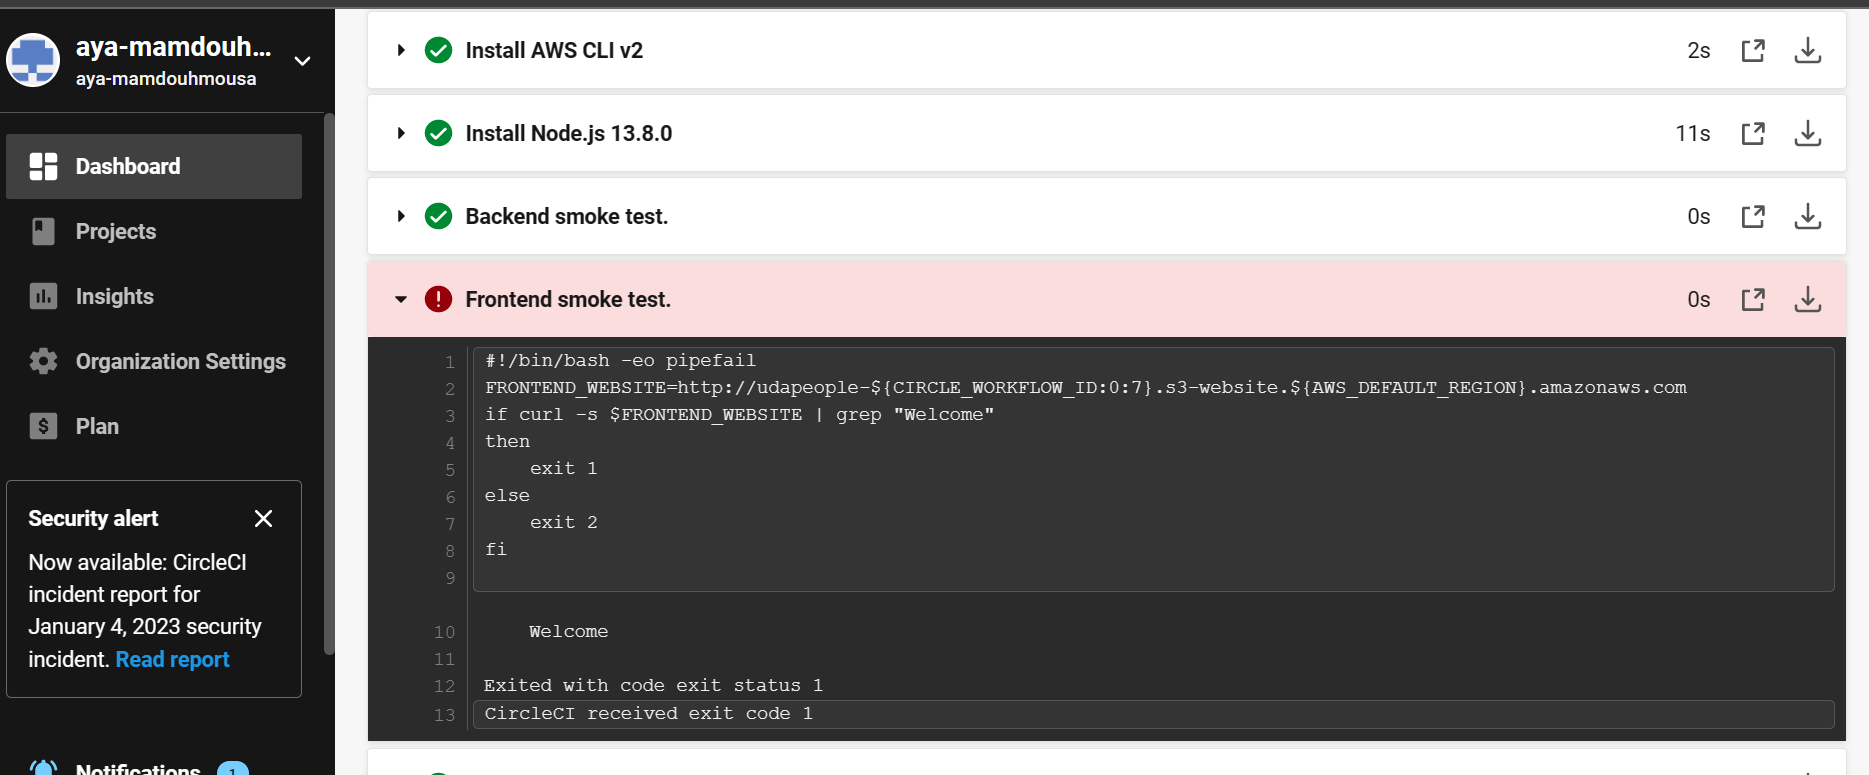 aya-mamdouh...
aya-mamdouhmousa
Dashboard
Projects
Insights
Organization Settings
Plan
Security alert
Now available: CircleCI
incident report for
January 4, 2023 security
incident. Read report
Notifications 1
Install AWS CLI v2 2s
Install Node.js 13.8.0 11s
Backend smoke test. 0s
Frontend smoke test. 0s
1 #!/bin/bash -eo pipefail
2 FRONTEND_WEBSITE=http://udapeople-${CIRCLE_WORKFLOW_ID:0:7}.s3-website.${AWS_DEFAULT_REGION}.amazonaws.com
3 if curl -s $FRONTEND_WEBSITE | grep "Welcome"
4 then
5     exit 1
6 else
7     exit 2
8 fi
9
10     Welcome
11
12 Exited with code exit status 1
13 CircleCI received exit code 1